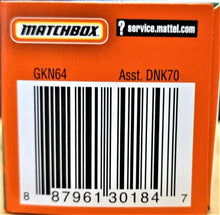 MATCHBOX
? service.mattel.com
GKN64 Asst. DNK70
8 87961 30184 7